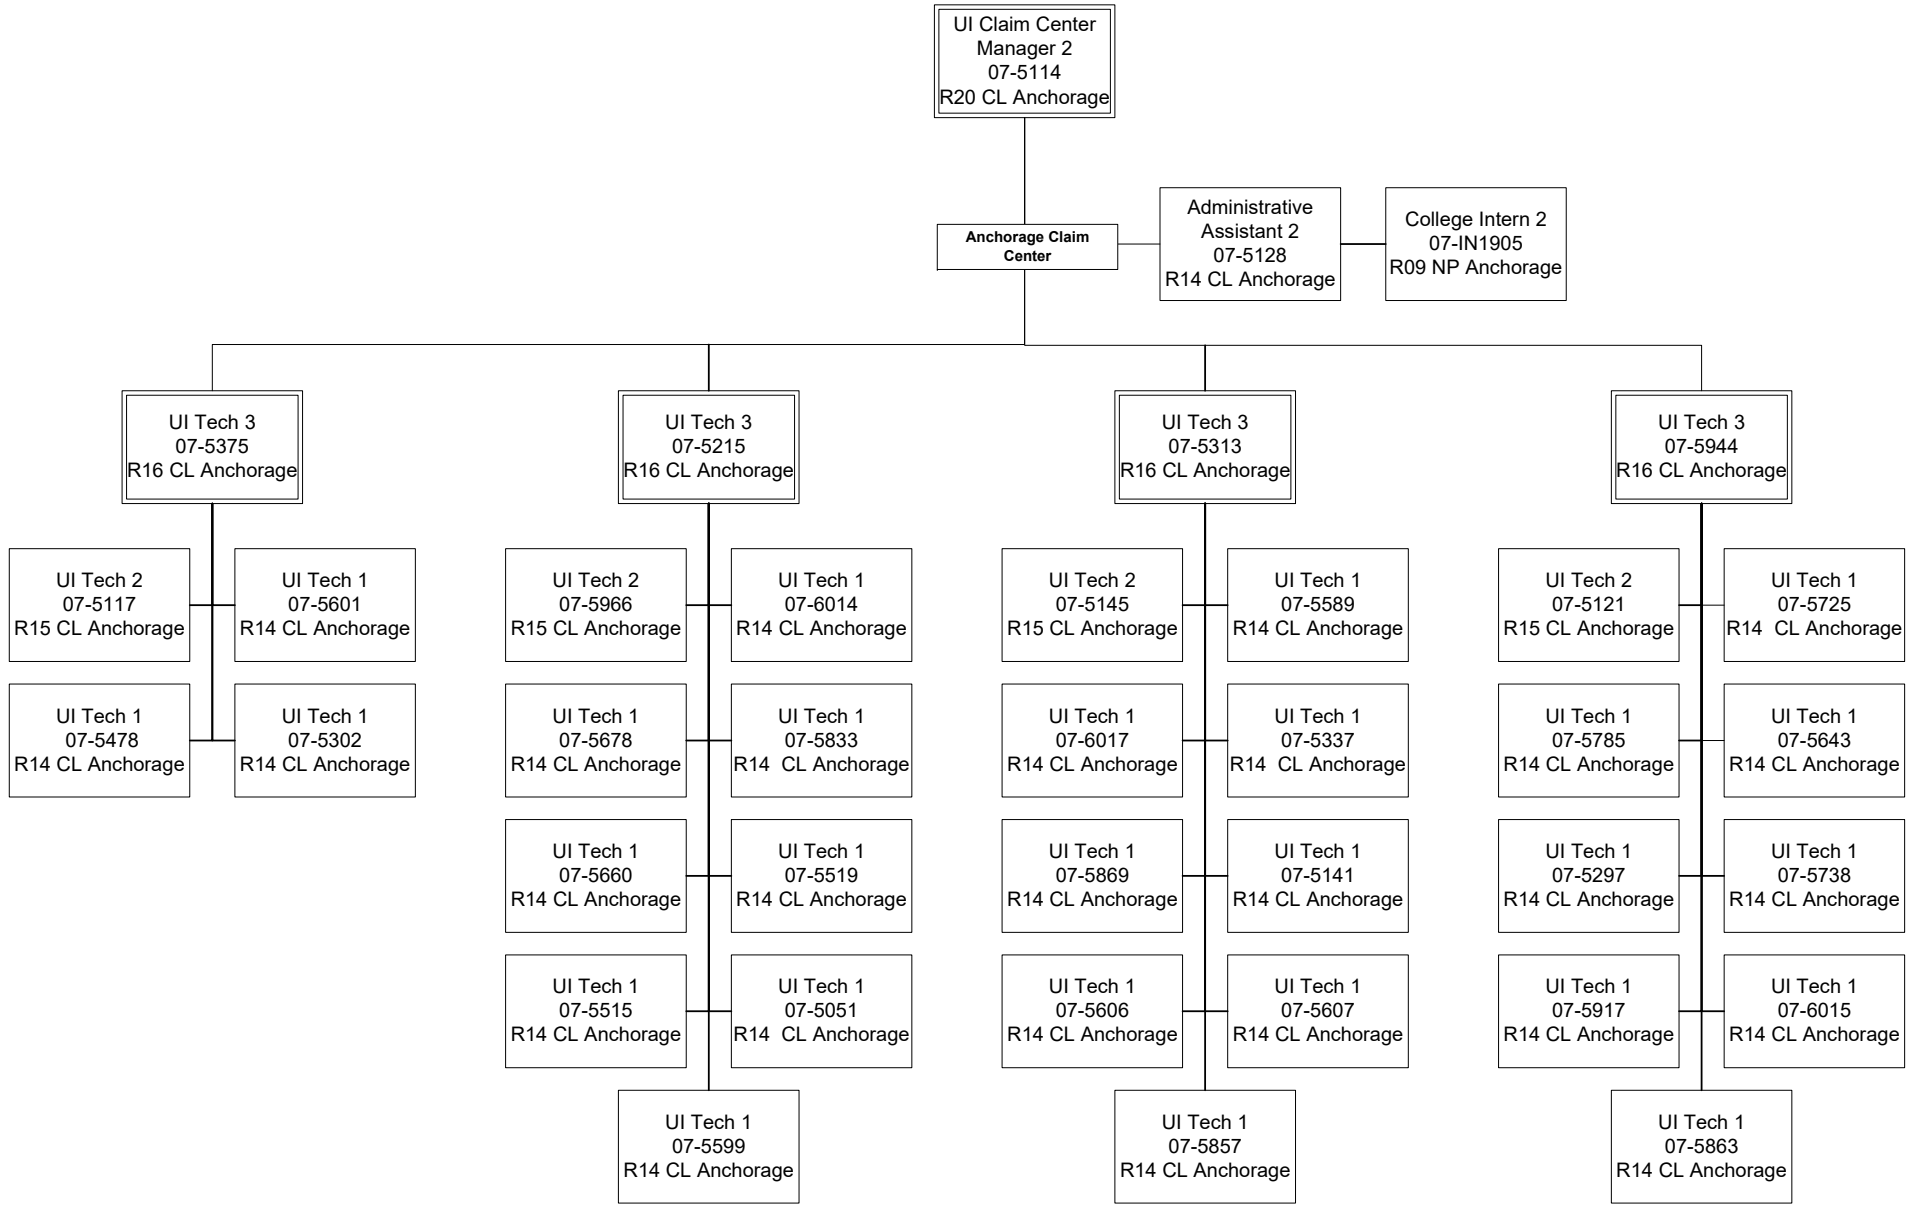 UI Claim Center
Manager 2
07-5114
R20 CL Anchorage
Anchorage Claim
Center
Administrative
Assistant 2
07-5128
R14 CL Anchorage
College Intern 2
07-IN1905
R09 NP Anchorage
UI Tech 3
07-5375
R16 CL Anchorage
UI Tech 3
07-5215
R16 CL Anchorage
UI Tech 3
07-5313
R16 CL Anchorage
UI Tech 3
07-5944
R16 CL Anchorage
UI Tech 2
07-5117
R15 CL Anchorage
UI Tech 1
07-5601
R14 CL Anchorage
UI Tech 2
07-5966
R15 CL Anchorage
UI Tech 1
07-6014
R14 CL Anchorage
UI Tech 2
07-5145
R15 CL Anchorage
UI Tech 1
07-5589
R14 CL Anchorage
UI Tech 2
07-5121
R15 CL Anchorage
UI Tech 1
07-5725
R14  CL Anchorage
UI Tech 1
07-5478
R14 CL Anchorage
UI Tech 1
07-5302
R14 CL Anchorage
UI Tech 1
07-5678
R14 CL Anchorage
UI Tech 1
07-5833
R14  CL Anchorage
UI Tech 1
07-6017
R14 CL Anchorage
UI Tech 1
07-5337
R14  CL Anchorage
UI Tech 1
07-5785
R14 CL Anchorage
UI Tech 1
07-5643
R14 CL Anchorage
UI Tech 1
07-5660
R14 CL Anchorage
UI Tech 1
07-5519
R14 CL Anchorage
UI Tech 1
07-5869
R14 CL Anchorage
UI Tech 1
07-5141
R14 CL Anchorage
UI Tech 1
07-5297
R14 CL Anchorage
UI Tech 1
07-5738
R14 CL Anchorage
UI Tech 1
07-5515
R14 CL Anchorage
UI Tech 1
07-5051
R14  CL Anchorage
UI Tech 1
07-5606
R14 CL Anchorage
UI Tech 1
07-5607
R14 CL Anchorage
UI Tech 1
07-5917
R14 CL Anchorage
UI Tech 1
07-6015
R14 CL Anchorage
UI Tech 1
07-5599
R14 CL Anchorage
UI Tech 1
07-5857
R14 CL Anchorage
UI Tech 1
07-5863
R14 CL Anchorage